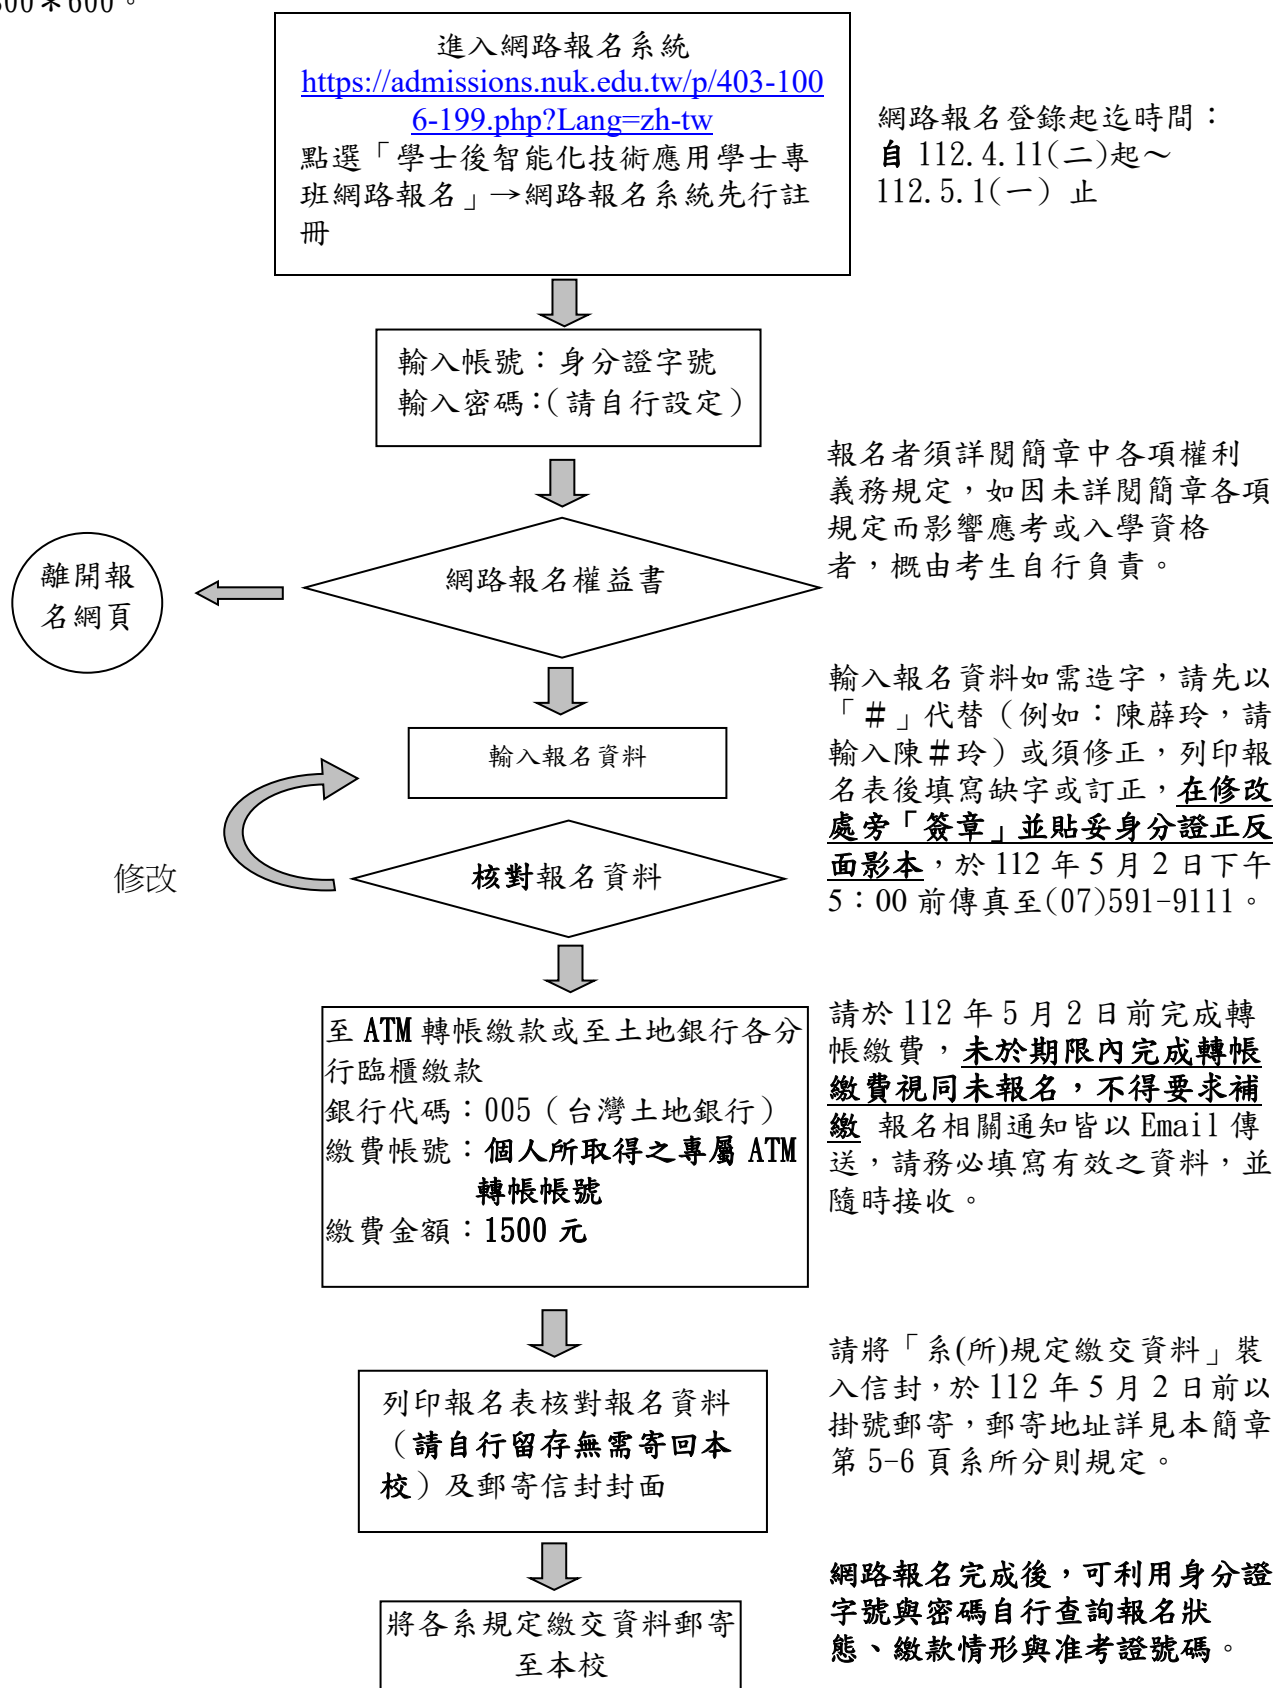 800＊600。
進入網路報名系統
https://admissions.nuk.edu.tw/p/403-100
6-199.php?Lang=zh-tw
點選「學士後智能化技術應用學士專
班網路報名」→網路報名系統先行註
冊
網路報名登錄起迄時間：
自 112.4.11(二)起～
112.5.1(一) 止
輸入帳號：身分證字號
輸入密碼：(請自行設定)
報名者須詳閱簡章中各項權利
義務規定，如因未詳閱簡章各項
規定而影響應考或入學資格
者，概由考生自行負責。
網路報名權益書
離開報
名網頁
輸入報名資料如需造字，請先以
「＃」代替（例如：陳薜玲，請
輸入陳＃玲）或須修正，列印報
名表後填寫缺字或訂正，在修改
處旁「簽章」並貼妥身分證正反
面影本，於 112 年 5 月 2 日下午
5：00 前傳真至(07)591-9111。
輸入報名資料
修改
核對報名資料
至 ATM 轉帳繳款或至土地銀行各分
行臨櫃繳款
銀行代碼：005（台灣土地銀行）
繳費帳號：個人所取得之專屬 ATM
轉帳帳號
繳費金額：1500 元
請於 112 年 5 月 2 日前完成轉
帳繳費，未於期限內完成轉帳
繳費視同未報名，不得要求補
繳 報名相關通知皆以 Email 傳
送，請務必填寫有效之資料，並
隨時接收。
列印報名表核對報名資料
（請自行留存無需寄回本
校）及郵寄信封封面
請將「系(所)規定繳交資料」裝
入信封，於 112 年 5 月 2 日前以
掛號郵寄，郵寄地址詳見本簡章
第 5-6 頁系所分則規定。
將各系規定繳交資料郵寄
至本校
網路報名完成後，可利用身分證
字號與密碼自行查詢報名狀
態、繳款情形與准考證號碼。